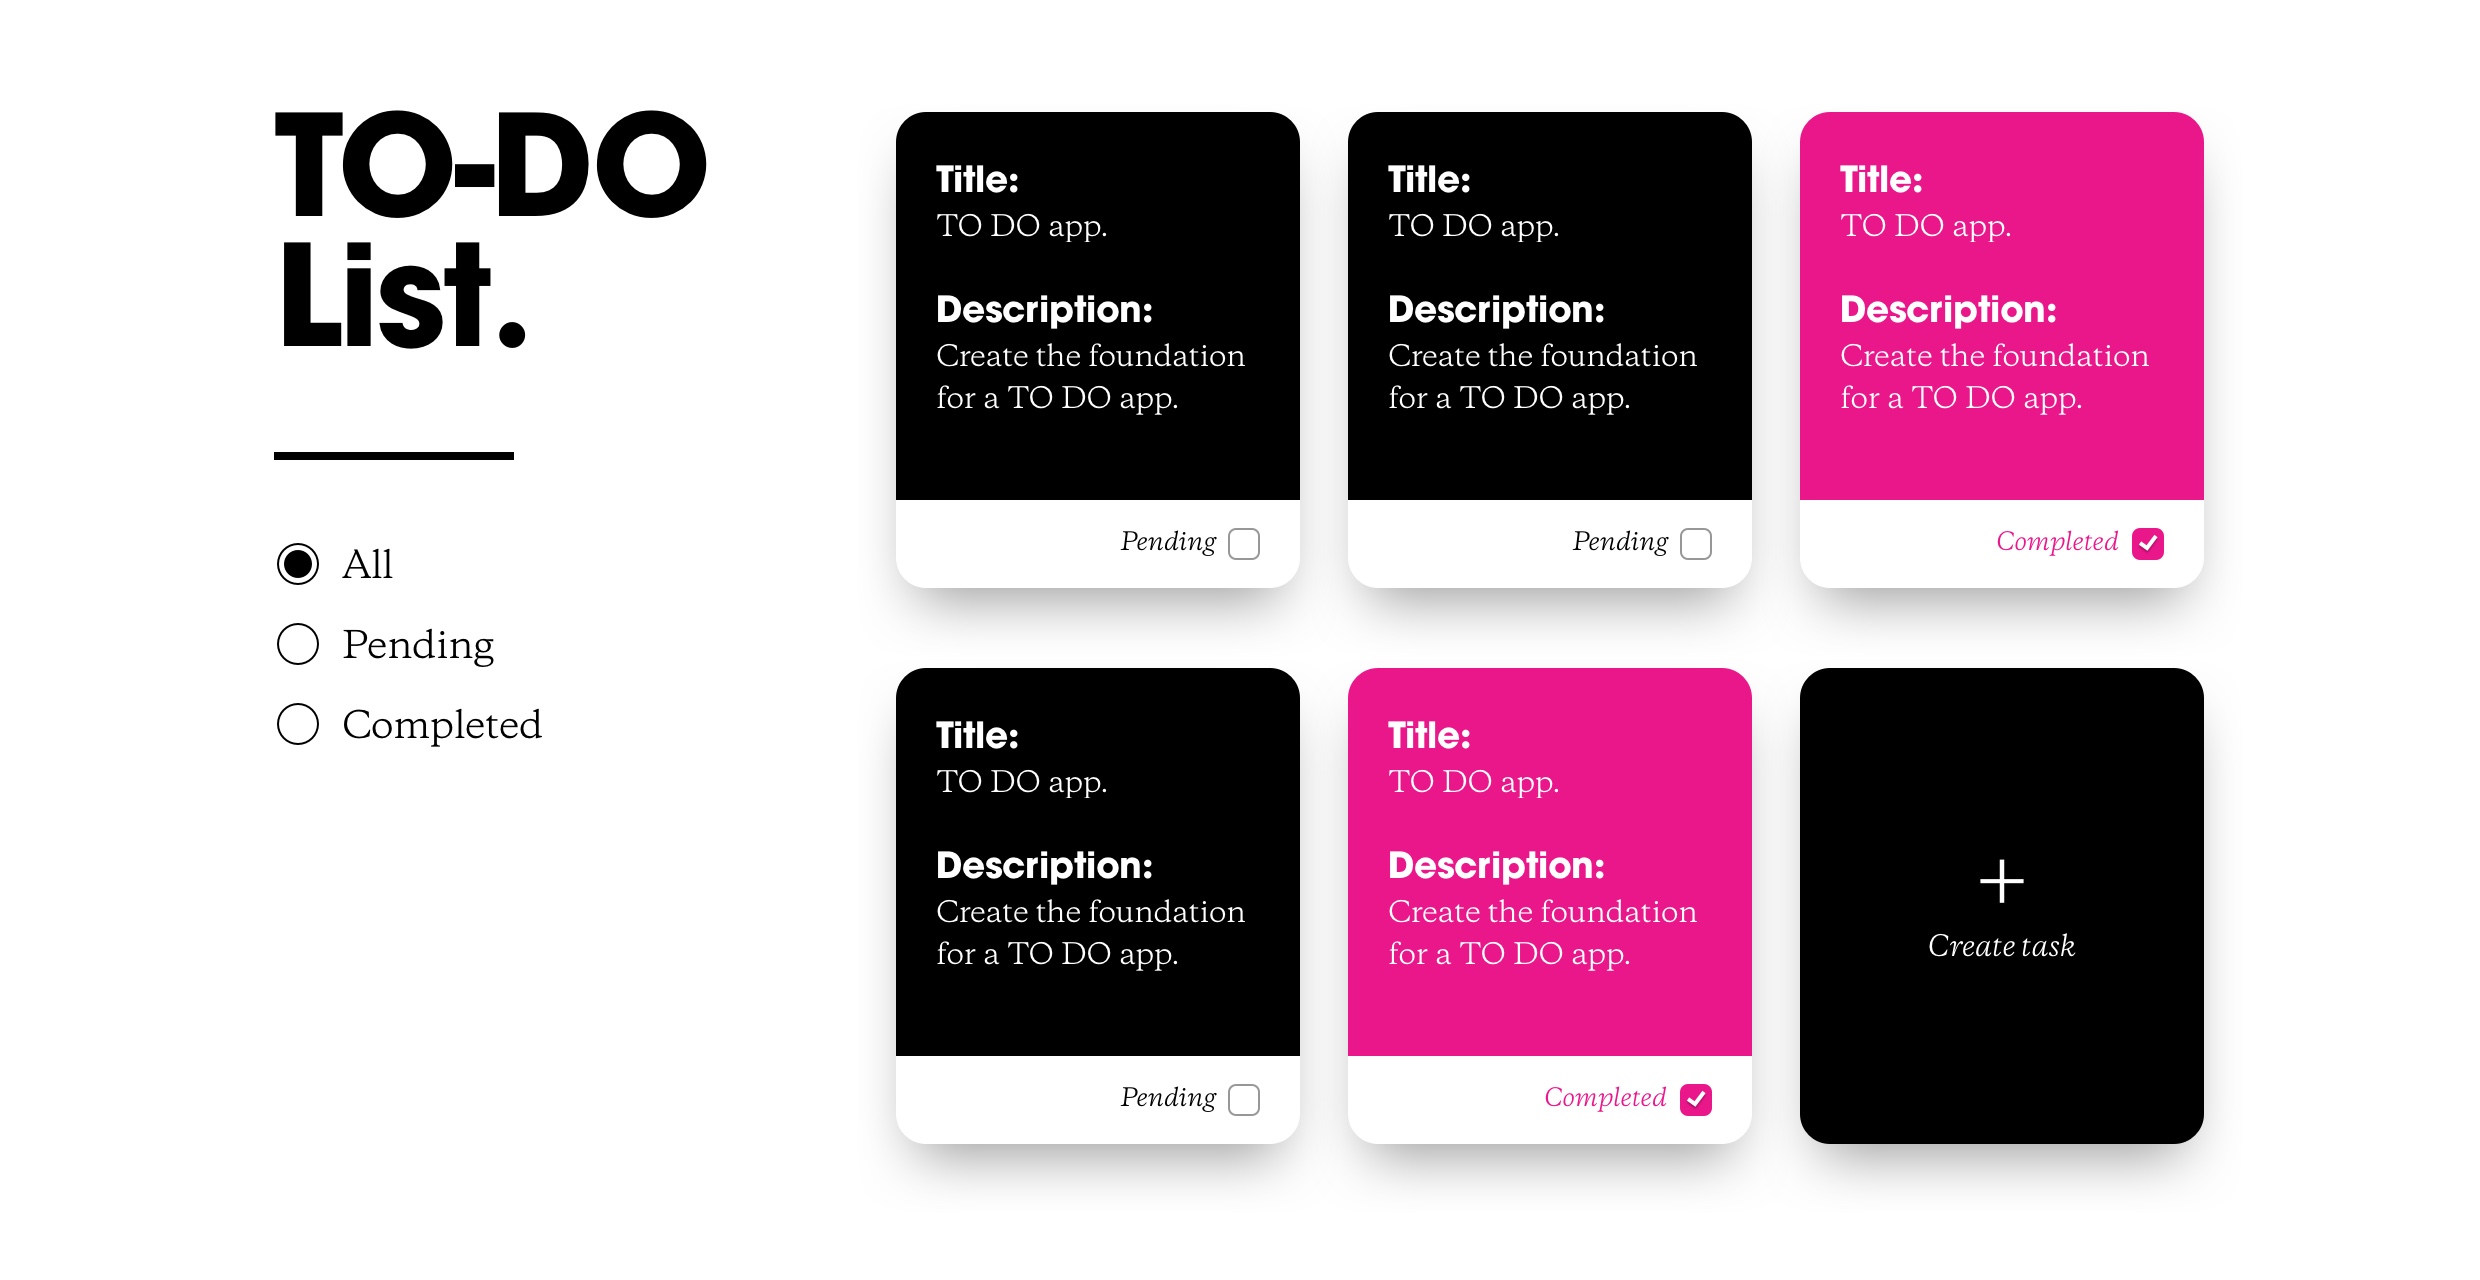 TO-DO
List.
All
Pending
Completed
Title:
TO DO app.
Description:
Create the foundation
for a TO DO app.
Pending
Title:
TO DO app.
Description:
Create the foundation
for a TO DO app.
Pending
Title:
TO DO app.
Description:
Create the foundation
for a TO DO app.
Completed
Title:
TO DO app.
Description:
Create the foundation
for a TO DO app.
Pending
Title:
TO DO app.
Description:
Create the foundation
for a TO DO app.
Completed
Create task